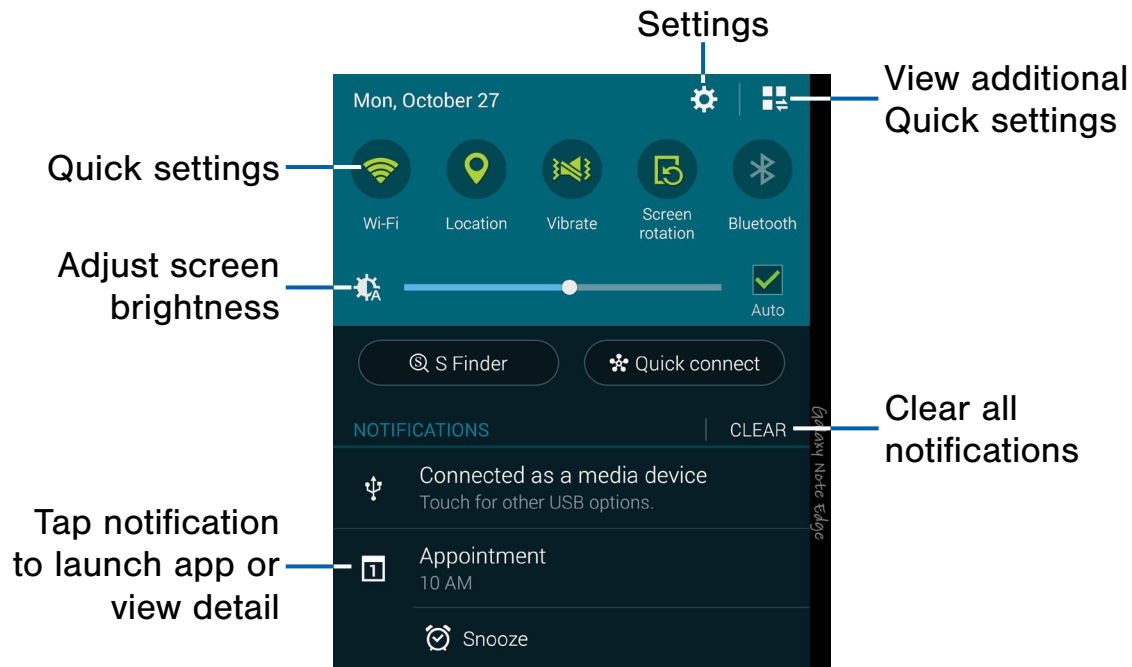 Settings
View additional
Quick settings
Mon, October 27
Quick settings
Wi-Fi
Location
Vibrate
Screen
rotation
Bluetooth
Adjust screen
brightness
A
Auto
S Finder
Quick connect
NOTIFICATIONS
CLEAR
Clear all
notifications
Galaxy Note Edge
Connected as a media device
Touch for other USB options.
Tap notification
to launch app or
view detail
1
Appointment
10 AM
Snooze